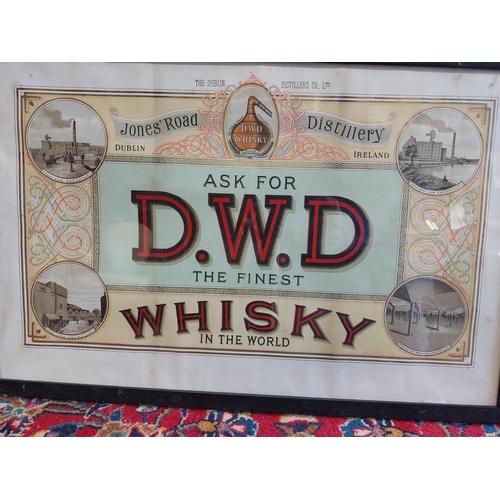 THE DUBLIN DISTILLERS CO., LTD
Jones' Road Distillery
DUBLIN IRELAND
D.W.D
WHISKY
ASK FOR
D.W.D
THE FINEST
WHISKY
IN THE WORLD